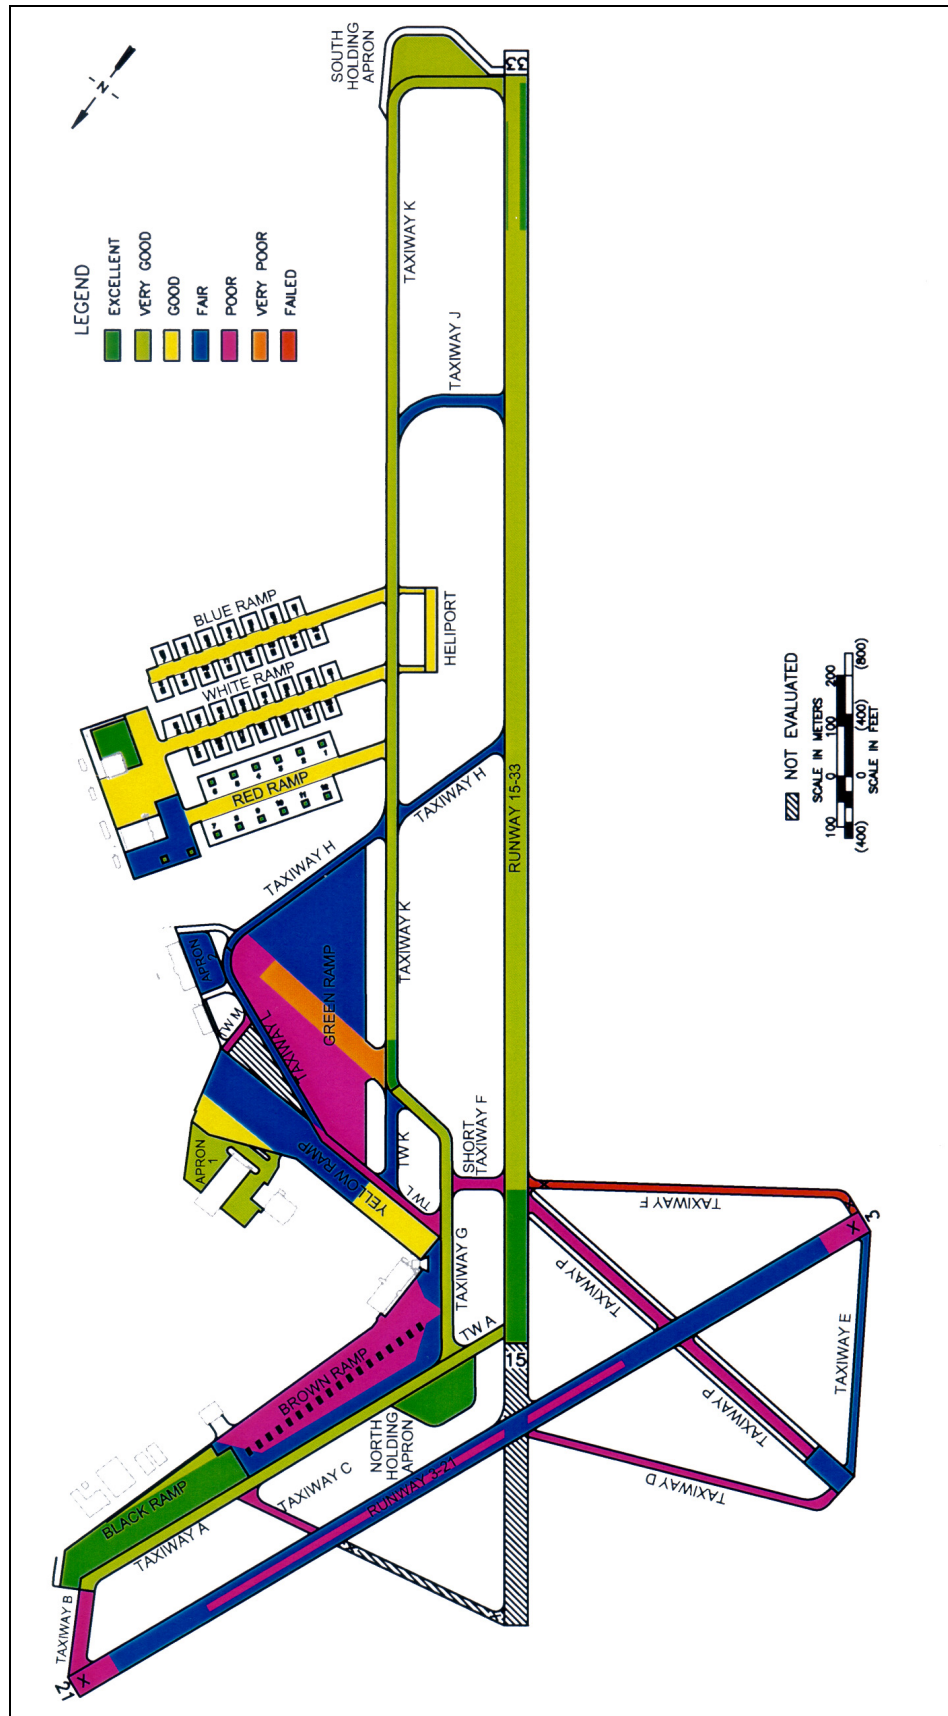 SOUTH
HOLDING
APRON
33
N
LEGEND
EXCELLENT
VERY GOOD
GOOD
FAIR
POOR
VERY POOR
FAILED
TAXIWAY K
TAXIWAY J
BLUE RAMP
WHITE RAMP
RED RAMP
HELIPORT
TAXIWAY H
TAXIWAY H
RUNWAY 15-33
NOT EVALUATED
SCALE IN METERS
100 0 100 200
(400) 0 (400) (800)
SCALE IN FEET
APRON
2
TW M
TAXIWAY L
GREEN RAMP
TAXIWAY K
APRON
1
YELLOW RAMP
TW K
TW L
SHORT
TAXIWAY F
TAXIWAY F
3
X
TAXIWAY G
TW A
15
TAXIWAY P
TAXIWAY P
TAXIWAY E
TAXIWAY D
BROWN RAMP
NORTH
HOLDING
APRON
TAXIWAY C
RUNWAY 3-21
BLACK RAMP
TAXIWAY A
TAXIWAY B
X
21